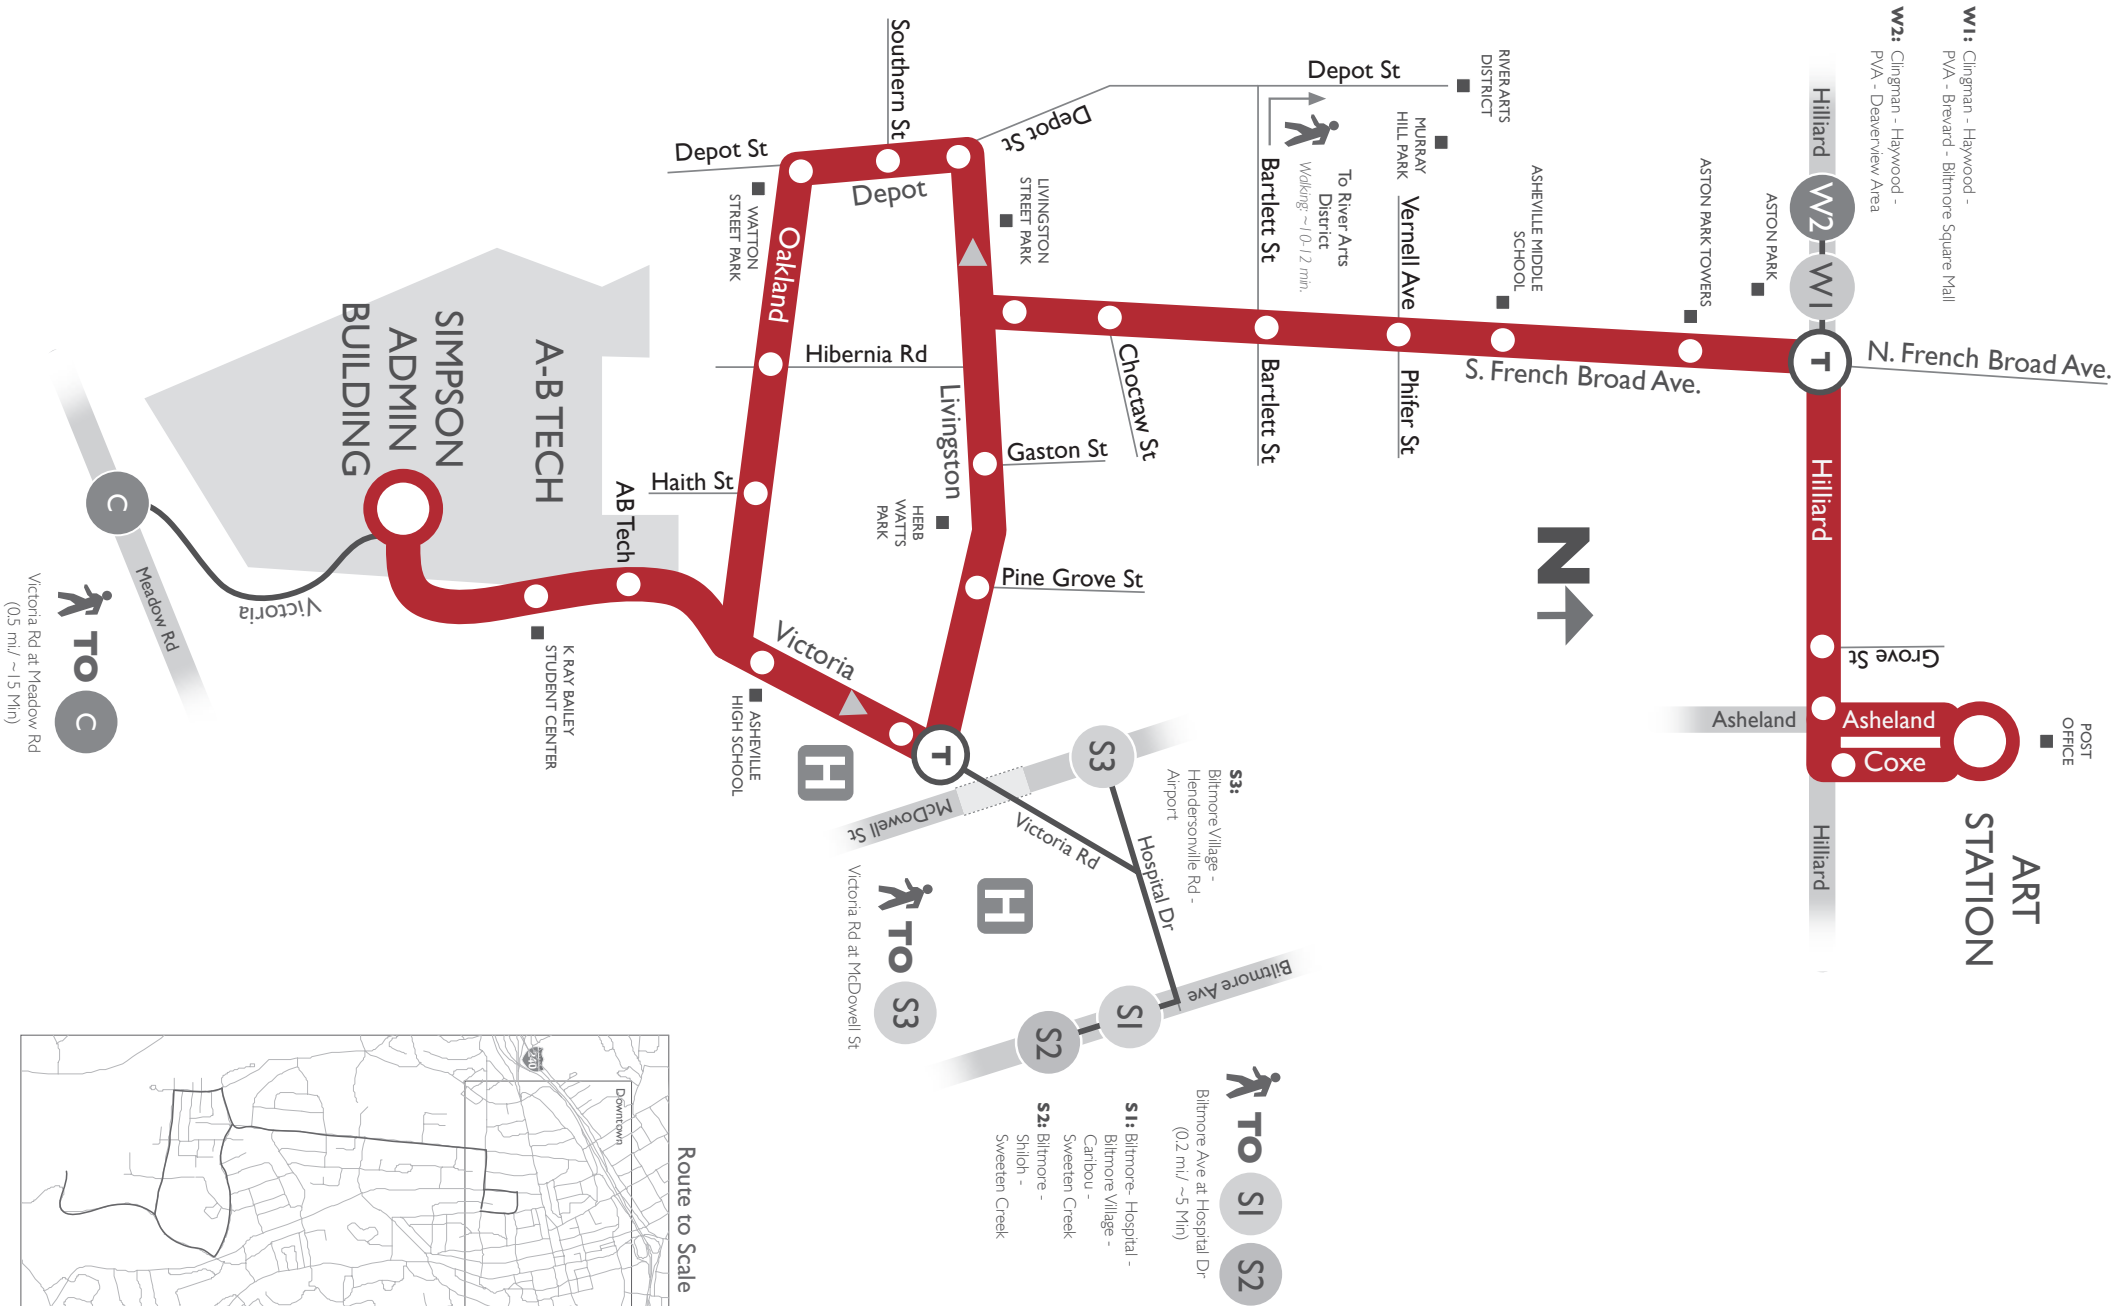 W1: Clingman - Haywood -
PVA - Brevard - Biltmore Square Mall
W2: Clingman - Haywood -
PVA - Deaverview Area
Hilliard
W2
W1
T
N. French Broad Ave.
ASTON PARK
ASTON PARK TOWERS
ASHEVILLE MIDDLE
SCHOOL
S. French Broad Ave.
RIVER ARTS
DISTRICT
MURRAY
HILL PARK
Depot St
Vernell Ave
Phifer St
To River Arts
District
Walking: ~10-12 min.
Bartlett St
Bartlett St
Choctaw St
Depot St
LIVINGSTON
STREET PARK
Southern St
Depot St
Depot
WATTON
STREET PARK
Oakland
Hibernia Rd
Livingston
Gaston St
HERB
WATTS
PARK
Pine Grove St
Haith St
AB Tech
A-B TECH
SIMPSON
ADMIN
BUILDING
Victoria
C
Meadow Rd
TO
C
Victoria Rd at Meadow Rd
(0.5 mi./ ~15 Min)
K RAY BAILEY
STUDENT CENTER
ASHEVILLE
HIGH SCHOOL
Victoria
T
H
McDowell St
S3
S3:
Biltmore Village -
Hendersonville Rd -
Airport
Victoria Rd
Hospital Dr
H
TO
S3
Victoria Rd at McDowell St
Biltmore Ave
S1
S2
TO
S1
S2
Biltmore Ave at Hospital Dr
(0.2 mi./ ~5 Min)
S1: Biltmore- Hospital -
Biltmore Village -
Caribou -
Sweeten Creek
S2: Biltmore -
Shiloh -
Sweeten Creek
N
Hilliard
Grove St
Asheland
Asheland
Coxe
Hilliard
POST
OFFICE
ART
STATION
Route to Scale
Downtown
240